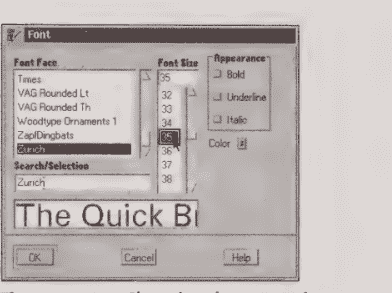 Font
Font Face
Times
VAG Rounded Lt
VAG Rounded Th
Woodtype Ornaments 1
ZapfDingbats
Zurich
Search/Selection
Zurich
Font Size
35
32
33
34
35
36
37
38
Appearance
Bold
Underline
Italic
Color
The Quick B
OK
Cancel
Help